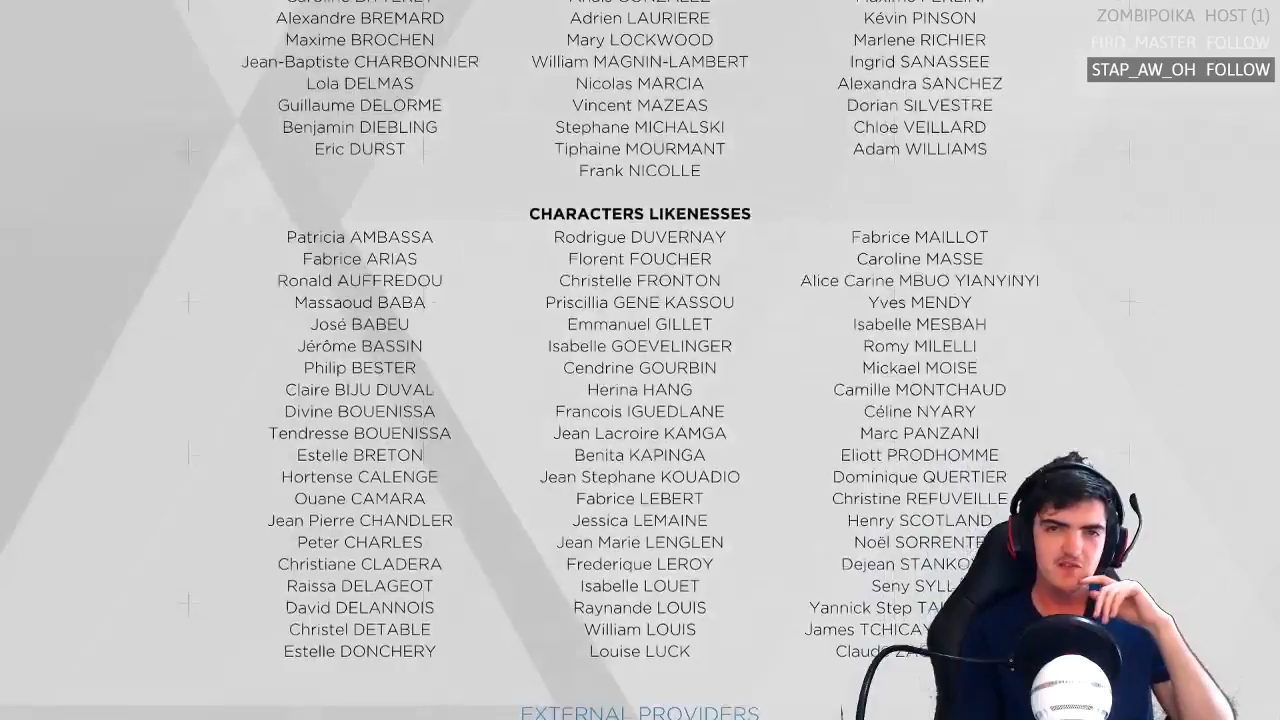 ZOMBIPOIKA HOST (1)
STAP_AW_OH FOLLOW
Alexandre BREMARD
Maxime BROCHEN
Jean-Baptiste CHARBONNIER
Lola DELMAS
Guillaume DELORME
Benjamin DIEBLING
Eric DURST
Adrien LAURIERE
Mary LOCKWOOD
William MAGNIN-LAMBERT
Nicolas MARCIA
Vincent MAZEAS
Stephane MICHALSKI
Tiphaine MOURMANT
Frank NICOLLE
Kévin PINSON
Marlene RICHIER
Ingrid SANASSEE
Alexandra SANCHEZ
Dorian SILVESTRE
Chloe VEILLARD
Adam WILLIAMS
CHARACTERS LIKENESSES
Patricia AMBASSA
Fabrice ARIAS
Ronald AUFFREDOU
Massaoud BABA
José BABEU
Jérôme BASSIN
Philip BESTER
Claire BIJU DUVAL
Divine BOUENISSA
Tendresse BOUENISSA
Estelle BRETON
Hortense CALENGE
Ouane CAMARA
Jean Pierre CHANDLER
Peter CHARLES
Christiane CLADERA
Raissa DELAGEOT
David DELANNOIS
Christel DETABLE
Estelle DONCHERY
Rodrigue DUVERNAY
Florent FOUCHER
Christelle FRONTON
Priscillia GENE KASSOU
Emmanuel GILLET
Isabelle GOEVELINGER
Cendrine GOURBIN
Herina HANG
Francois IGUEDLANE
Jean Lacroire KAMGA
Benita KAPINGA
Jean Stephane KOUADIO
Fabrice LEBERT
Jessica LEMAINE
Jean Marie LENGLEN
Frederique LEROY
Isabelle LOUET
Raynande LOUIS
William LOUIS
Louise LUCK
Fabrice MAILLOT
Caroline MASSE
Alice Carine MBUO YIANYINYI
Yves MENDY
Isabelle MESBAH
Romy MILELLI
Mickael MOISE
Camille MONTCHAUD
Céline NYARY
Marc PANZANI
Eliott PRODHOMME
Dominique QUERTIER
Christine REFUVEILLE
Henry SCOTLAND
Noël SORRENTE
Dejean
Seny
Yannick Step
James
EXTERNAL PROVIDERS